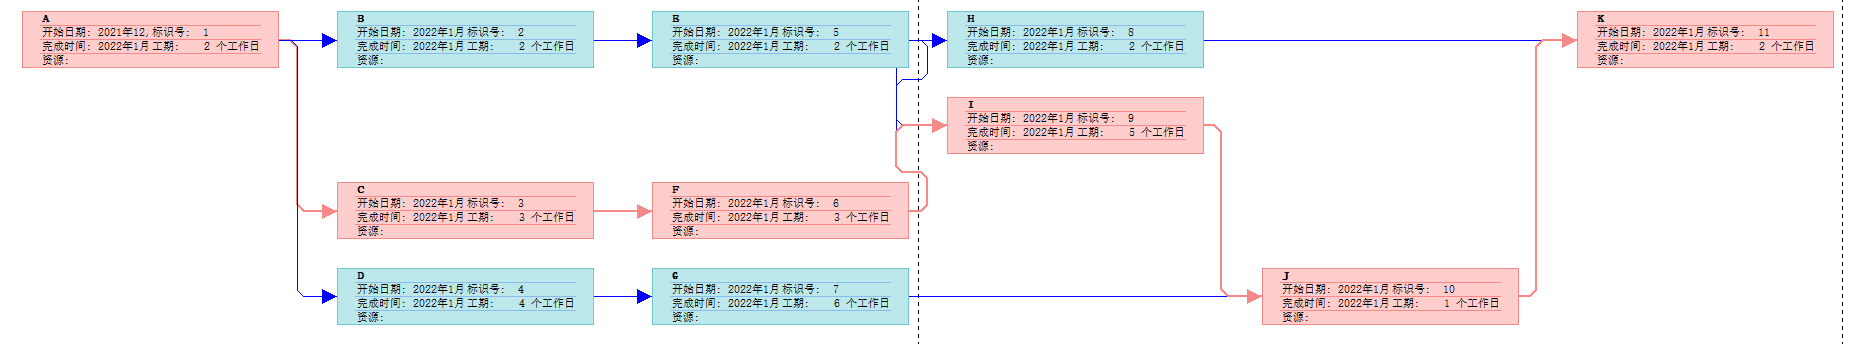 A
开始日期: 2021年12, 标识号: 1
完成时间: 2022年1月 工期: 2 个工作日
资源:
B
开始日期: 2022年1月 标识号: 2
完成时间: 2022年1月 工期: 2 个工作日
资源:
E
开始日期: 2022年1月 标识号: 5
完成时间: 2022年1月 工期: 2 个工作日
资源:
H
开始日期: 2022年1月 标识号: 8
完成时间: 2022年1月 工期: 2 个工作日
资源:
K
开始日期: 2022年1月 标识号: 11
完成时间: 2022年1月 工期: 2 个工作日
资源:
I
开始日期: 2022年1月 标识号: 9
完成时间: 2022年1月 工期: 5 个工作日
资源:
C
开始日期: 2022年1月 标识号: 3
完成时间: 2022年1月 工期: 3 个工作日
资源:
F
开始日期: 2022年1月 标识号: 6
完成时间: 2022年1月 工期: 3 个工作日
资源:
D
开始日期: 2022年1月 标识号: 4
完成时间: 2022年1月 工期: 4 个工作日
资源:
G
开始日期: 2022年1月 标识号: 7
完成时间: 2022年1月 工期: 6 个工作日
资源:
J
开始日期: 2022年1月 标识号: 10
完成时间: 2022年1月 工期: 1 个工作日
资源: